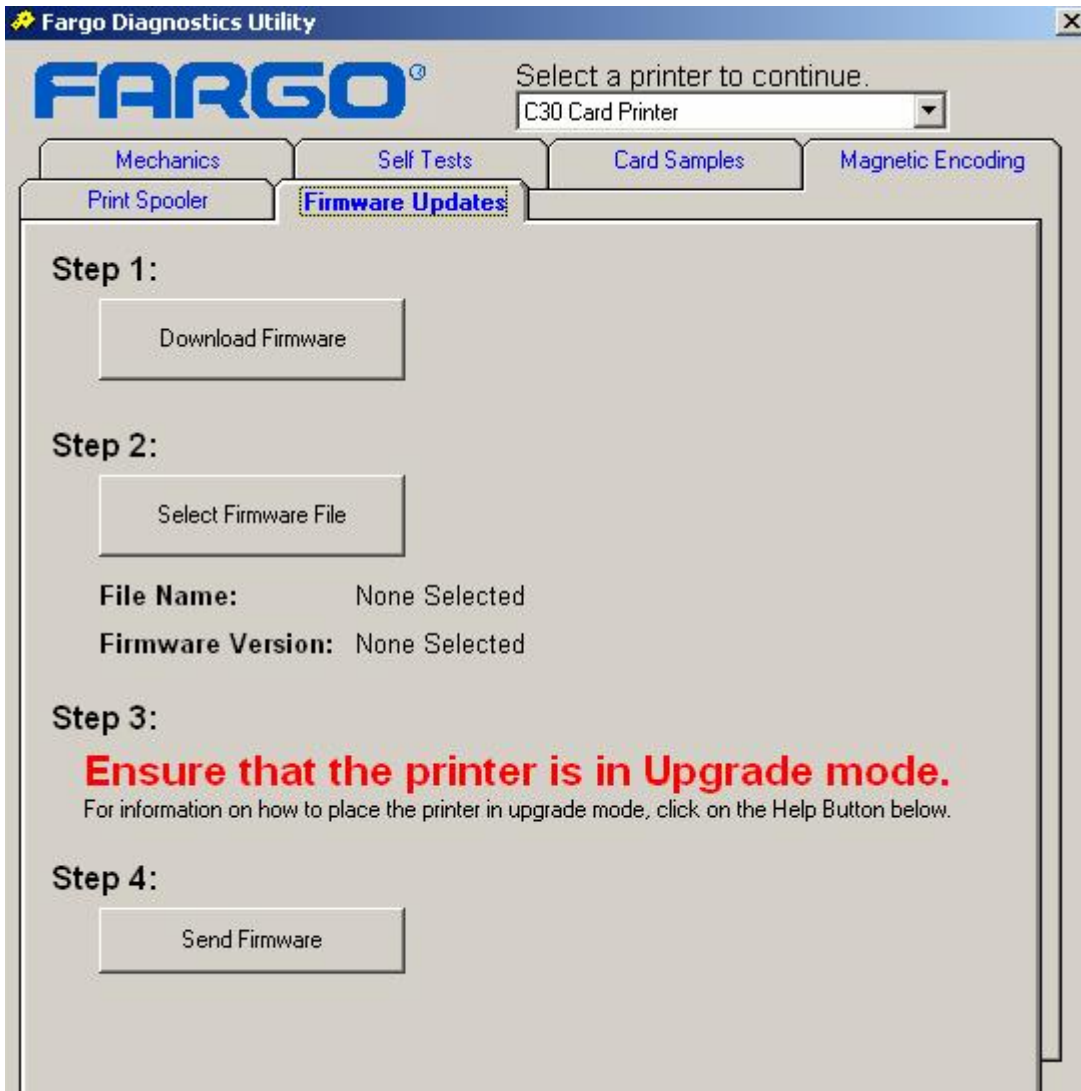 Fargo Diagnostics Utility
FARGO®
Select a printer to continue.
C30 Card Printer
Mechanics
Self Tests
Card Samples
Magnetic Encoding
Print Spooler
Firmware Updates
Step 1:
Download Firmware
Step 2:
Select Firmware File
File Name: None Selected
Firmware Version: None Selected
Step 3:
Ensure that the printer is in Upgrade mode.
For information on how to place the printer in upgrade mode, click on the Help Button below.
Step 4:
Send Firmware